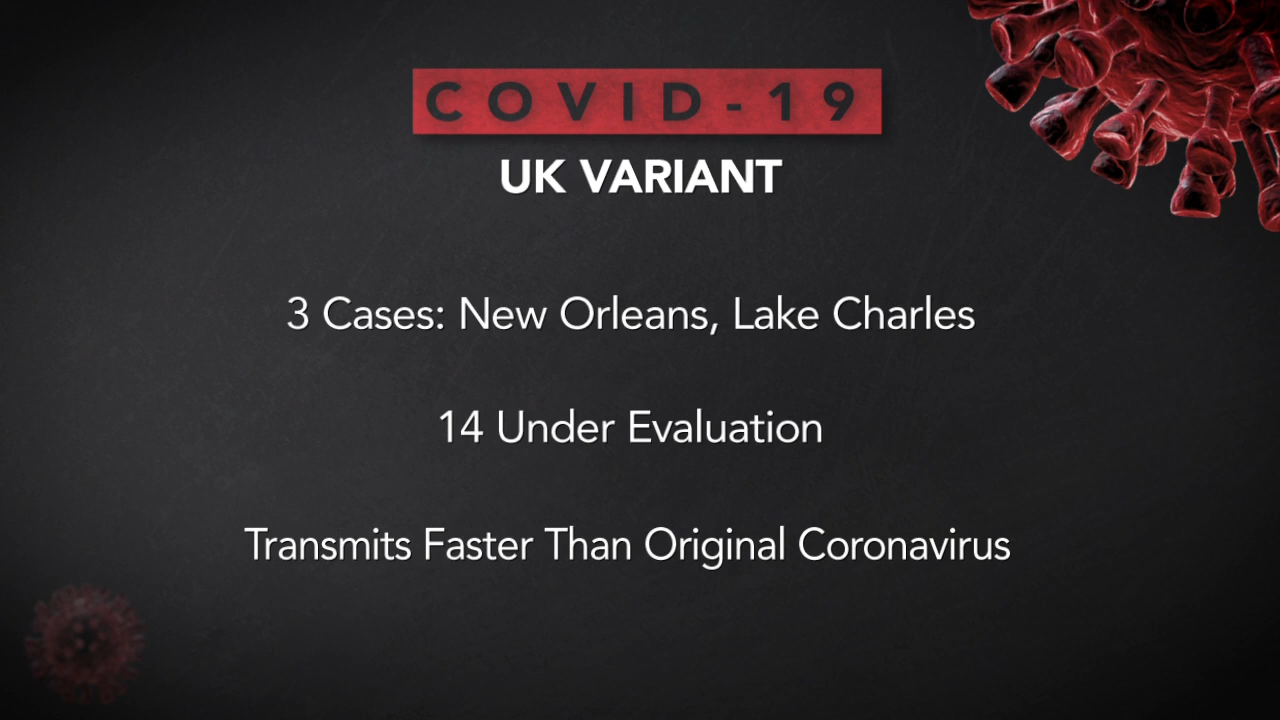 COVID-19
UK VARIANT
3 Cases: New Orleans, Lake Charles
14 Under Evaluation
Transmits Faster Than Original Coronavirus